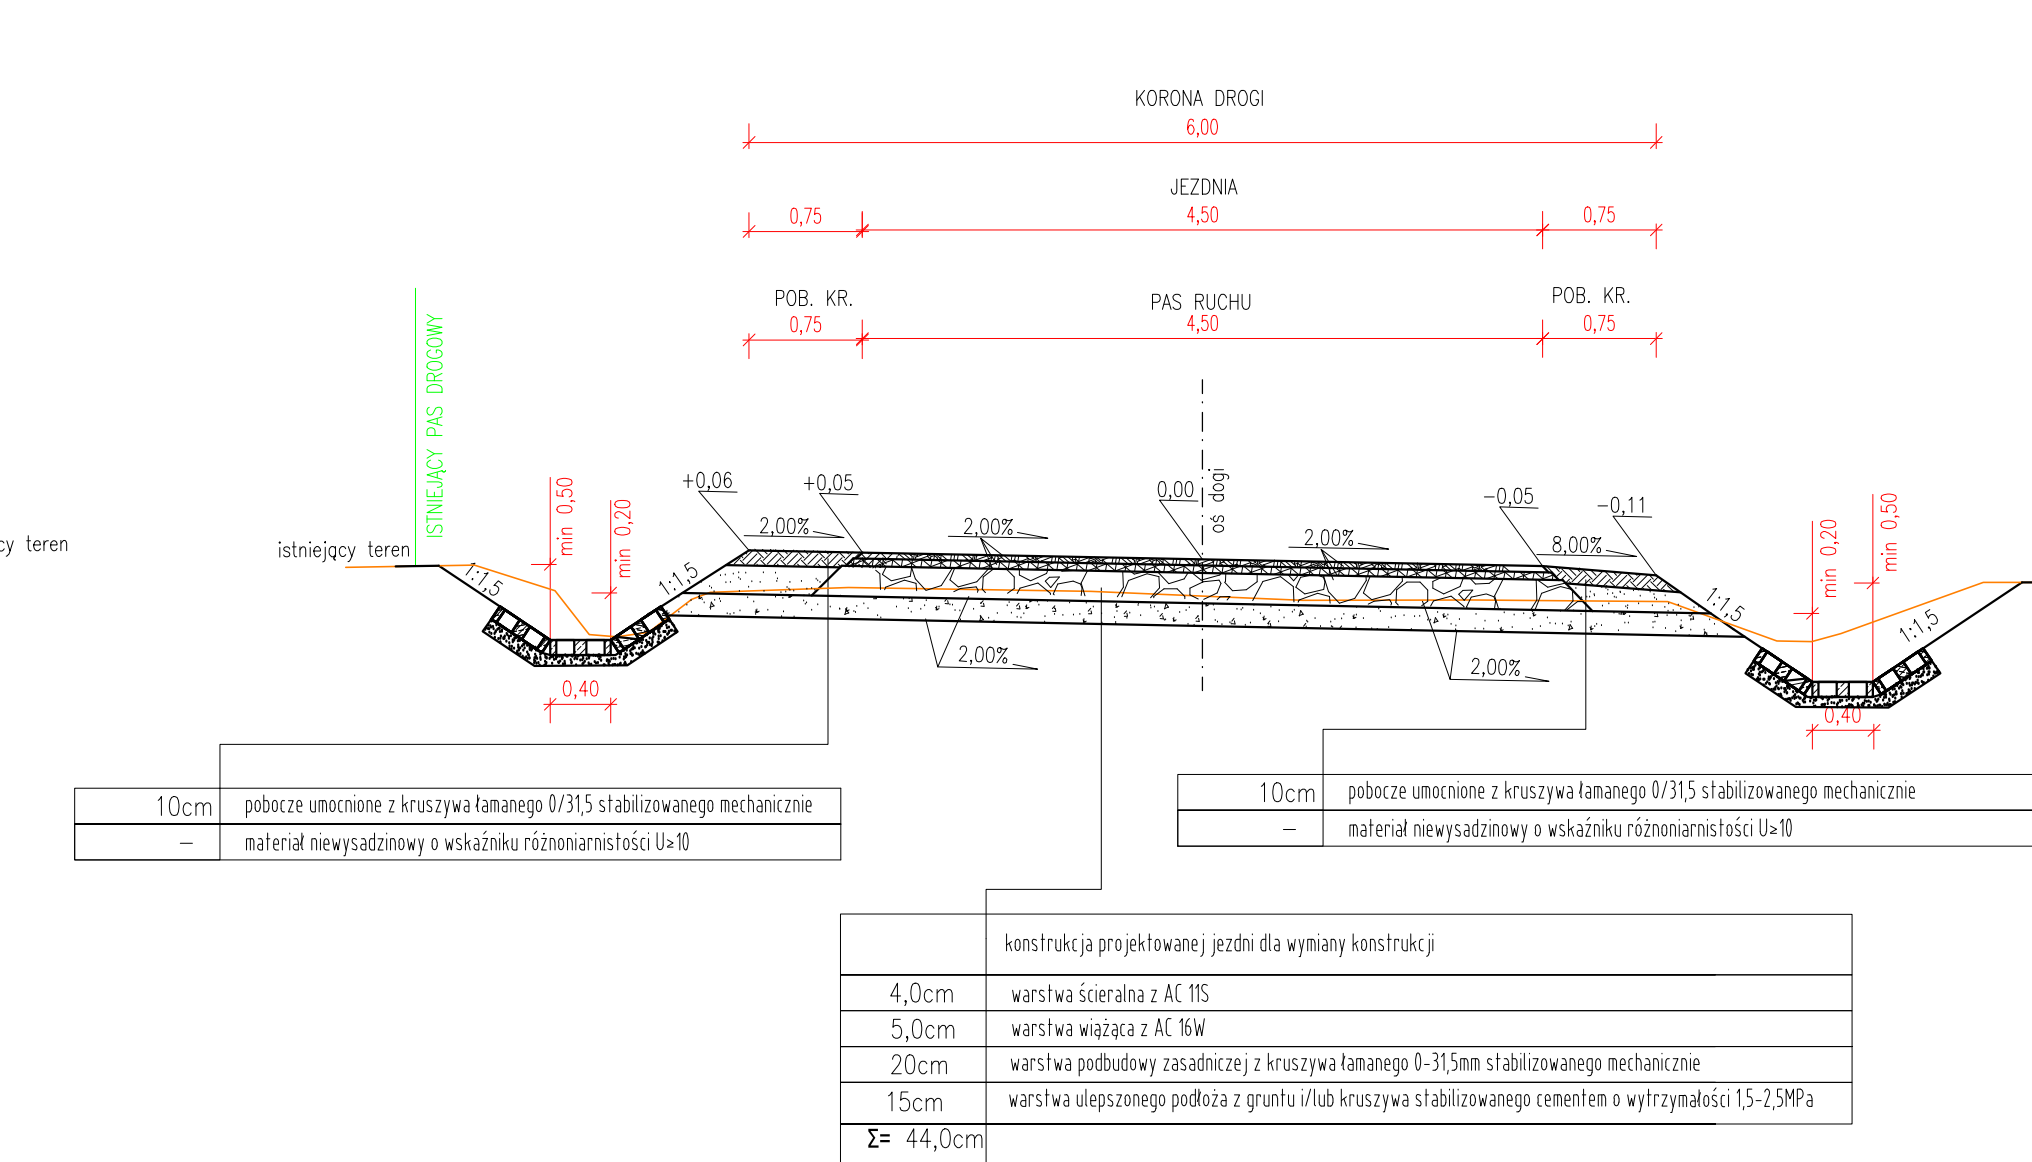 KORONA DROGI
6,00
JEZDNIA
0,75
4,50
0,75
POB. KR.
PAS RUCHU
POB. KR.
0,75
4,50
0,75
ISTNIEJĄCY PAS DROGOWY
+0,06
+0,05
0,00
oś dogi
-0,05
-0,11
min 0,50
min 0,20
min 0,20
min 0,50
2,00%
2,00%
2,00%
8,00%
cy teren
istniejący teren
1:1,5
1:1,5
1:1,5
1:1,5
2,00%
2,00%
0,40
0,40
10cm pobocze umocnione z kruszywa łamanego 0/31,5 stabilizowanego mechanicznie
– materiał niewysadzinowy o wskaźniku różnoniarnistości U≥10
10cm pobocze umocnione z kruszywa łamanego 0/31,5 stabilizowanego mechanicznie
– materiał niewysadzinowy o wskaźniku różnoniarnistości U≥10
konstrukcja projektowanej jezdni dla wymiany konstrukcji
4,0cm warstwa ścieralna z AC 11S
5,0cm warstwa wiążąca z AC 16W
20cm warstwa podbudowy zasadniczej z kruszywa łamanego 0-31,5mm stabilizowanego mechanicznie
15cm warstwa ulepszonego podłoża z gruntu i/lub kruszywa stabilizowanego cementem o wytrzymałości 1,5-2,5MPa
Σ= 44,0cm